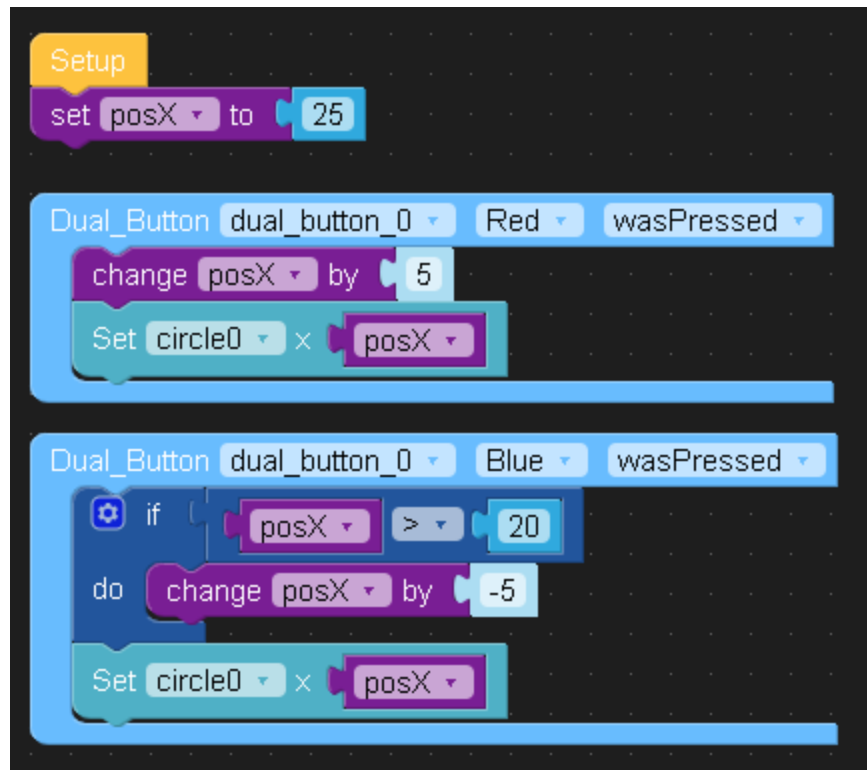 Setup
set posX to 25
Dual_Button dual_button_0 Red wasPressed
change posX by 5
Set circle0 x posX
Dual_Button dual_button_0 Blue wasPressed
if posX > 20
do change posX by -5
Set circle0 x posX